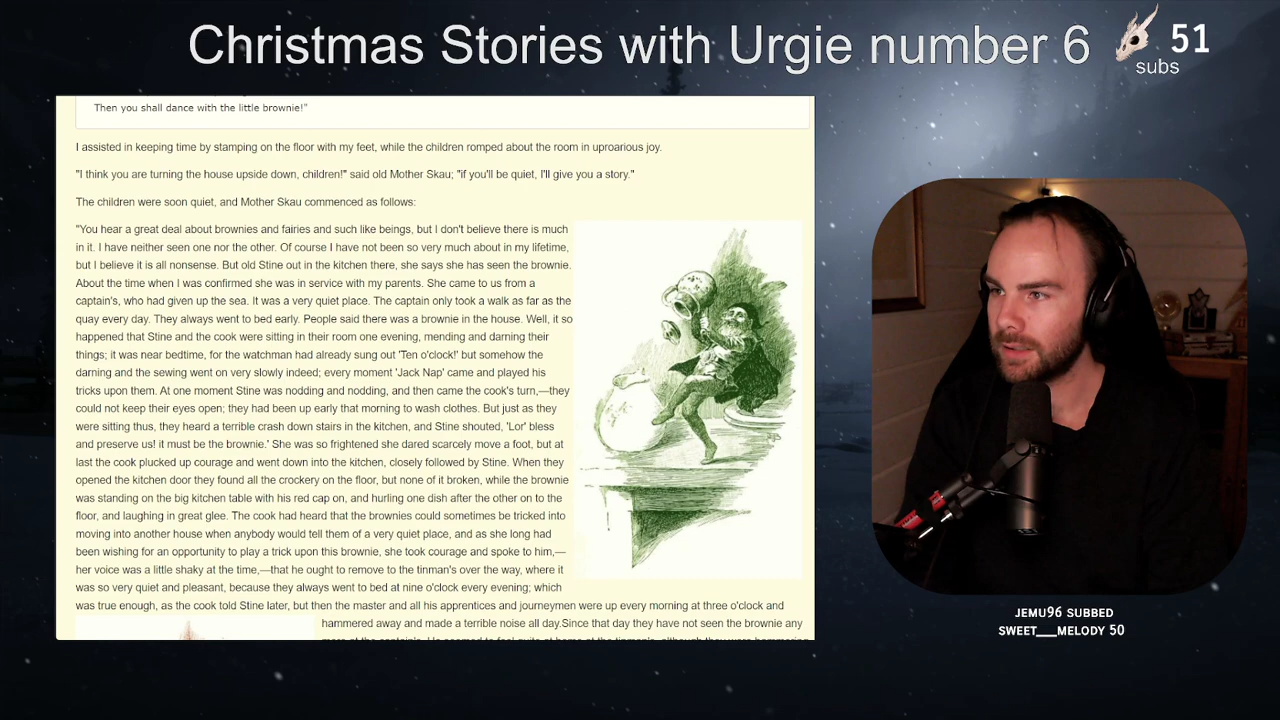 Christmas Stories with Urgie number 6
51
subs
Then you shall dance with the little brownie!"
I assisted in keeping time by stamping on the floor with my feet, while the children romped about the room in uproarious joy.
"I think you are turning the house upside down, children!" said old Mother Skau; "if you'll be quiet, I'll give you a story."
The children were soon quiet, and Mother Skau commenced as follows:
"You hear a great deal about brownies and fairies and such like beings, but I don't believe there is much
in it. I have neither seen one nor the other. Of course I have not been so very much about in my lifetime,
but I believe it is all nonsense. But old Stine out in the kitchen there, she says she has seen the brownie.
About the time when I was confirmed she was in service with my parents. She came to us from a
captain's, who had given up the sea. It was a very quiet place. The captain only took a walk as far as the
quay every day. They always went to bed early. People said there was a brownie in the house. Well, it so
happened that Stine and the cook were sitting in their room one evening, mending and darning their
things; it was near bedtime, for the watchman had already sung out 'Ten o'clock!' but somehow the
darning and the sewing went on very slowly indeed; every moment 'Jack Nap' came and played his
tricks upon them. At one moment Stine was nodding and nodding, and then came the cook's turn,—they
could not keep their eyes open; they had been up early that morning to wash clothes. But just as they
were sitting thus, they heard a terrible crash down stairs in the kitchen, and Stine shouted, 'Lor' bless
and preserve us! it must be the brownie.' She was so frightened she dared scarcely move a foot, but at
last the cook plucked up courage and went down into the kitchen, closely followed by Stine. When they
opened the kitchen door they found all the crockery on the floor, but none of it broken, while the brownie
was standing on the big kitchen table with his red cap on, and hurling one dish after the other on to the
floor, and laughing in great glee. The cook had heard that the brownies could sometimes be tricked into
moving into another house when anybody would tell them of a very quiet place, and as she long had
been wishing for an opportunity to play a trick upon this brownie, she took courage and spoke to him,—
her voice was a little shaky at the time,—that he ought to remove to the tinman's over the way, where it
was so very quiet and pleasant, because they always went to bed at nine o'clock every evening; which
was true enough, as the cook told Stine later, but then the master and all his apprentices and journeymen were up every morning at three o'clock and
hammered away and made a terrible noise all day.Since that day they have not seen the brownie any
JEMU96 SUBBED
SWEET___MELODY 50